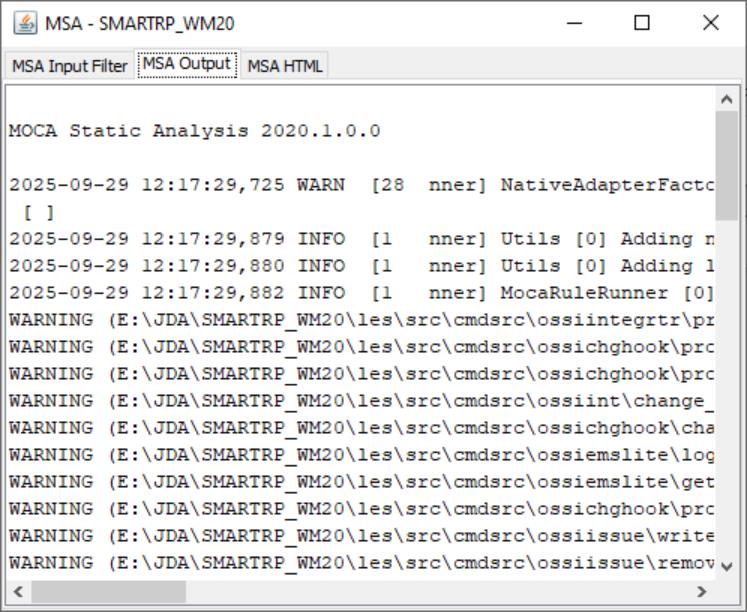 MSA - SMARTRP_WM20
MSA Input Filter MSA Output MSA HTML
MOCA Static Analysis 2020.1.0.0
2025-09-29 12:17:29,725 WARN [28 nner] NativeAdapterFacto
[ ]
2025-09-29 12:17:29,879 INFO [1 nner] Utils [0] Adding n
2025-09-29 12:17:29,880 INFO [1 nner] Utils [0] Adding l
2025-09-29 12:17:29,882 INFO [1 nner] MocaRuleRunner [0]
WARNING (E:\JDA\SMARTRP_WM20\les\src\cmdsrc\ossiintegrtr\pr
WARNING (E:\JDA\SMARTRP_WM20\les\src\cmdsrc\ossichghook\pro
WARNING (E:\JDA\SMARTRP_WM20\les\src\cmdsrc\ossichghook\pro
WARNING (E:\JDA\SMARTRP_WM20\les\src\cmdsrc\ossiint\change_
WARNING (E:\JDA\SMARTRP_WM20\les\src\cmdsrc\ossichghook\cha
WARNING (E:\JDA\SMARTRP_WM20\les\src\cmdsrc\ossiemslite\log
WARNING (E:\JDA\SMARTRP_WM20\les\src\cmdsrc\ossiemslite\get
WARNING (E:\JDA\SMARTRP_WM20\les\src\cmdsrc\ossichghook\pro
WARNING (E:\JDA\SMARTRP_WM20\les\src\cmdsrc\ossiissue\write
WARNING (E:\JDA\SMARTRP_WM20\les\src\cmdsrc\ossiissue\remov